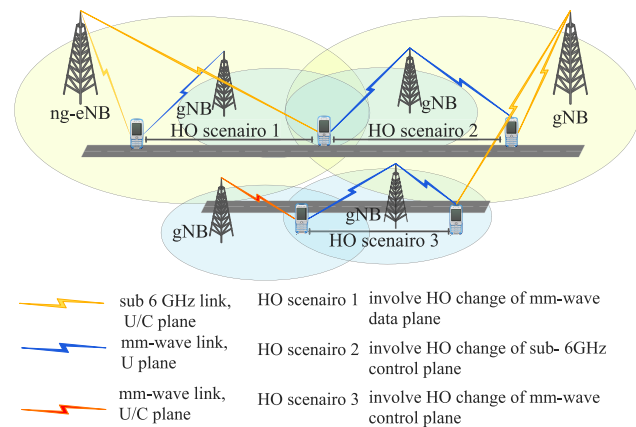 ng-eNB
gNB
gNB
gNB
HO scenairo 1
HO scenairo 2
gNB
gNB
HO scenairo 3
sub 6 GHz link,
U/C plane
HO scenairo 1 involve HO change of mm-wave
data plane
mm-wave link,
U plane
HO scenairo 2 involve HO change of sub- 6GHz
control plane
mm-wave link,
U/C plane
HO scenairo 3 involve HO change of mm-wave
control plane